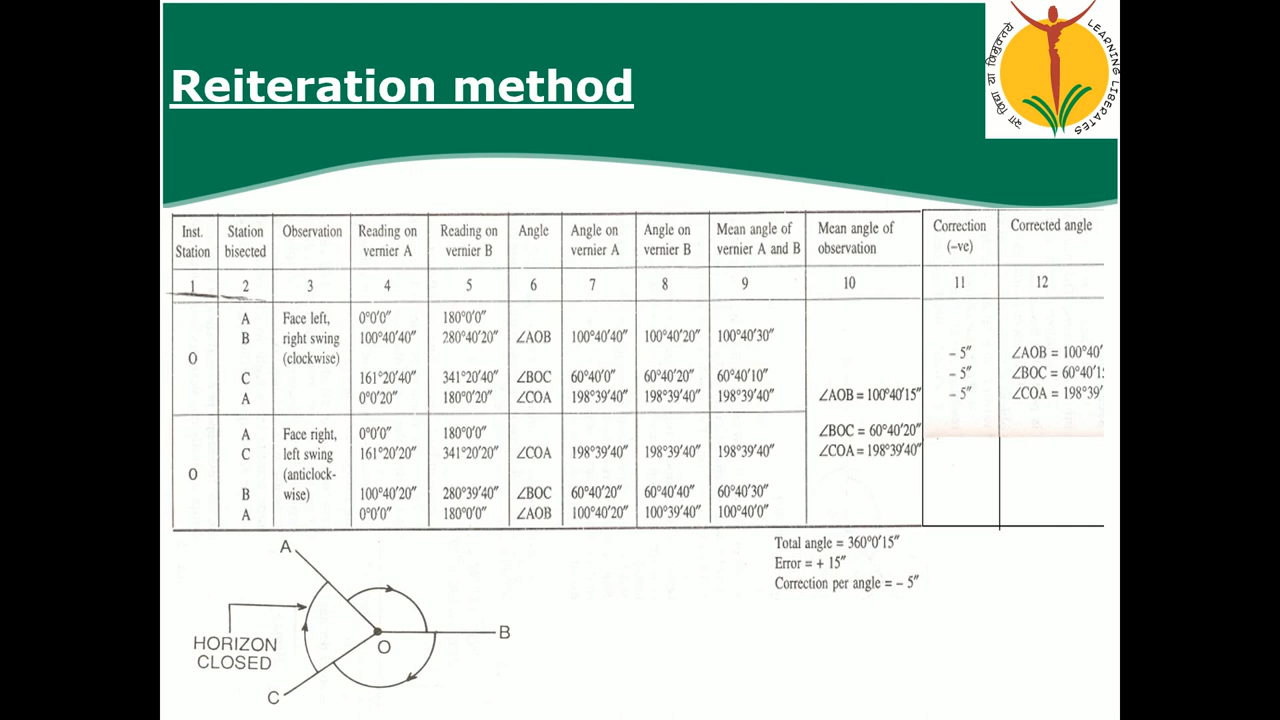 Reiteration method
सा विद्या या विमुक्तये
LEARNING LIBERATES
Inst. Station | Station bisected | Observation | Reading on vernier A | Reading on vernier B | Angle | Angle on vernier A | Angle on vernier B | Mean angle of vernier A and B | Mean angle of observation | Correction (–ve) | Corrected angle
1 2 3 4 5 6 7 8 9 10 11 12
A Face left, 0°0′0″ 180°0′0″
B right swing 100°40′40″ 280°40′20″ ∠AOB 100°40′40″ 100°40′20″ 100°40′30″
O (clockwise) – 5″ ∠AOB = 100°40′
C 161°20′40″ 341°20′40″ ∠BOC 60°40′0″ 60°40′20″ 60°40′10″ – 5″ ∠BOC = 60°40′1
A 0°0′20″ 180°0′20″ ∠COA 198°39′40″ 198°39′40″ 198°39′40″ ∠AOB = 100°40′15″ – 5″ ∠COA = 198°39′
A Face right, 0°0′0″ 180°0′0″ ∠BOC = 60°40′20″
C left swing 161°20′20″ 341°20′20″ ∠COA 198°39′40″ 198°39′40″ 198°39′40″ ∠COA = 198°39′40″
O (anticlock-
B wise) 100°40′20″ 280°39′40″ ∠BOC 60°40′20″ 60°40′40″ 60°40′30″
A 0°0′0″ 180°0′0″ ∠AOB 100°40′20″ 100°39′40″ 100°40′0″
Total angle = 360°0′15″
Error = + 15″
Correction per angle = – 5″
A
B
O
HORIZON
CLOSED
C